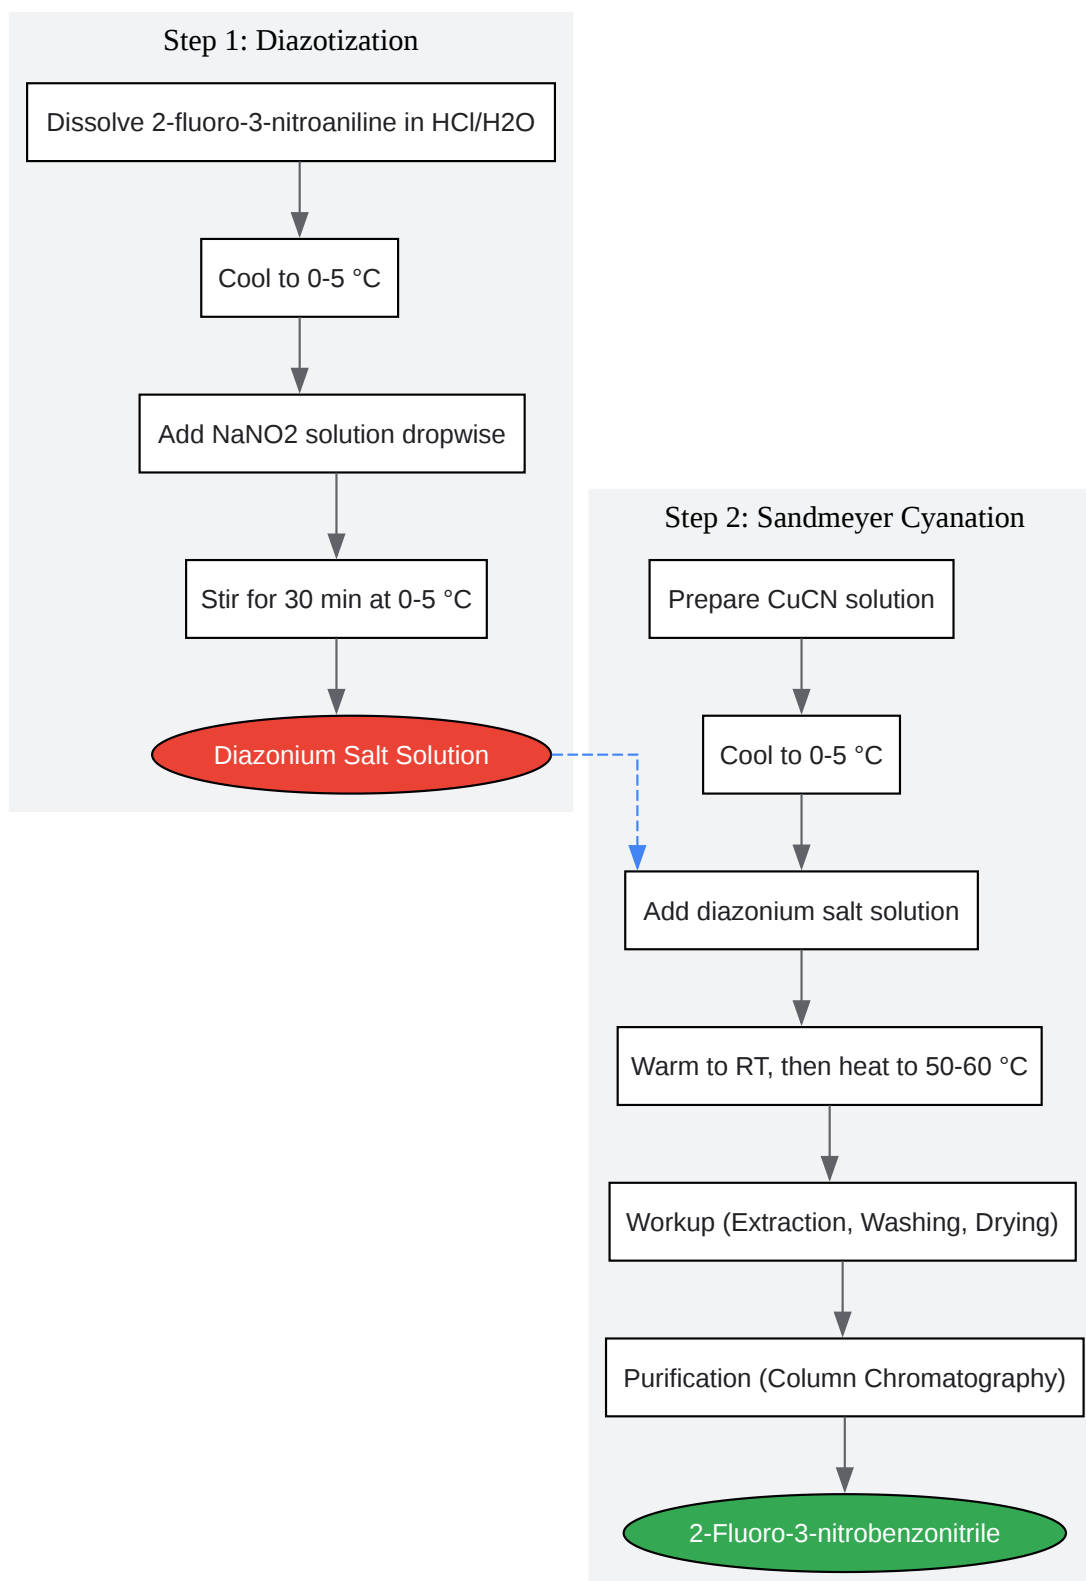 Step 1: Diazotization
Dissolve 2-fluoro-3-nitroaniline in HCl/H2O
Cool to 0-5 °C
Add NaNO2 solution dropwise
Stir for 30 min at 0-5 °C
Diazonium Salt Solution
Step 2: Sandmeyer Cyanation
Prepare CuCN solution
Cool to 0-5 °C
Add diazonium salt solution
Warm to RT, then heat to 50-60 °C
Workup (Extraction, Washing, Drying)
Purification (Column Chromatography)
2-Fluoro-3-nitrobenzonitrile